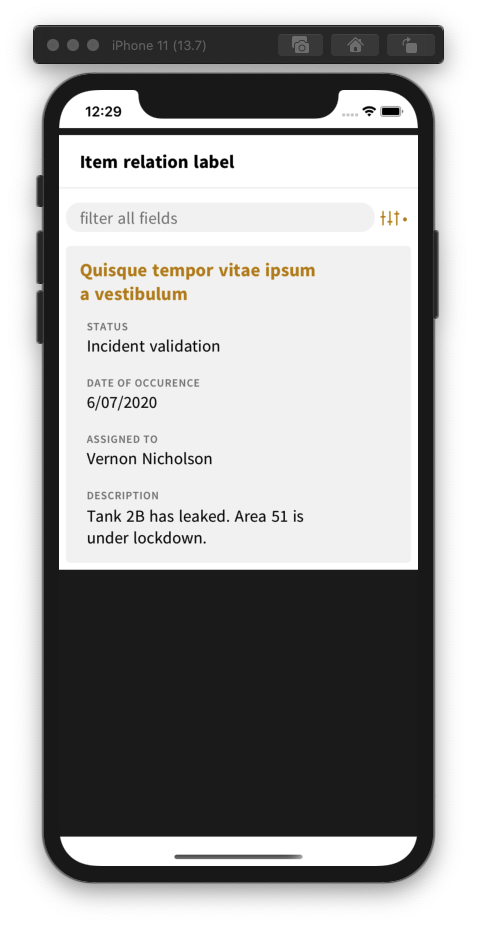 iPhone 11 (13.7)
12:29
Item relation label
filter all fields
Quisque tempor vitae ipsum
a vestibulum
STATUS
Incident validation
DATE OF OCCURENCE
6/07/2020
ASSIGNED TO
Vernon Nicholson
DESCRIPTION
Tank 2B has leaked. Area 51 is
under lockdown.